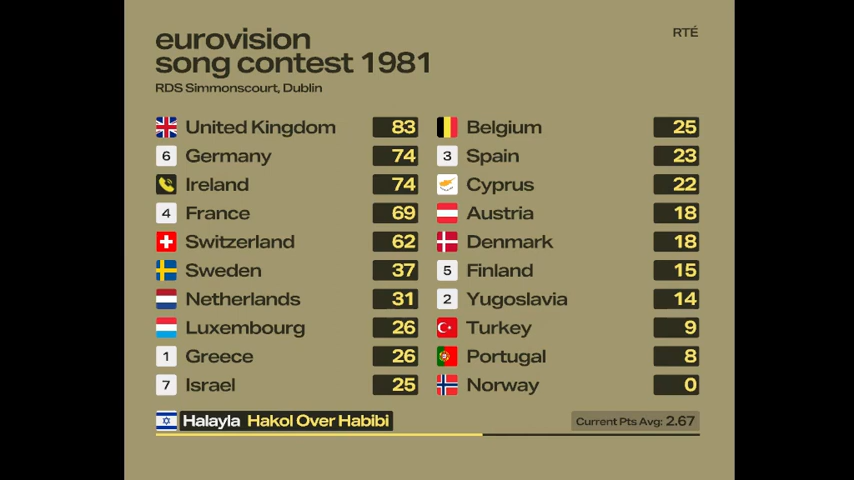 eurovision
song contest 1981
RTÉ
RDS Simmonscourt, Dublin
United Kingdom 83
6 Germany 74
Ireland 74
4 France 69
Switzerland 62
Sweden 37
Netherlands 31
Luxembourg 26
1 Greece 26
7 Israel 25
Belgium 25
3 Spain 23
Cyprus 22
Austria 18
Denmark 18
5 Finland 15
2 Yugoslavia 14
Turkey 9
Portugal 8
Norway 0
Halayla Hakol Over Habibi
Current Pts Avg: 2.67